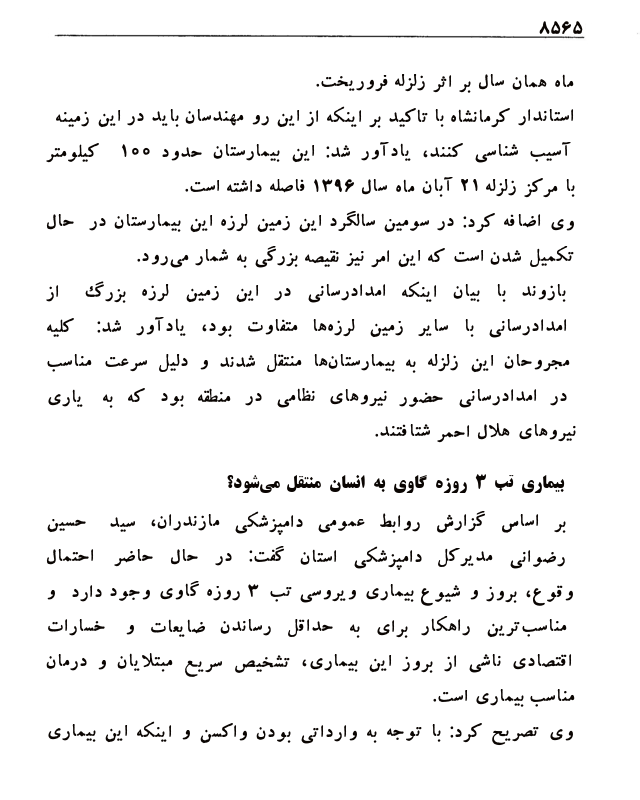 ۸۵۶۵
ماه همان سال بر اثر زلزله فروریخت.
استاندار کرمانشاه با تاکید بر اینکه از این رو مهندسان باید در این زمینه
آسیب شناسی کنند، یادآور شد: این بیمارستان حدود ۱۰۰ کیلومتر
با مرکز زلزله ۲۱ آبان ماه سال ۱۳۹۶ فاصله داشته است.
وی اضافه کرد: در سومین سالگرد این زمین لرزه این بیمارستان در حال
تکمیل شدن است که این امر نیز نقیصه بزرگی به شمار می‌رود.
بازوند با بیان اینکه امدادرسانی در این زمین لرزه بزرگ از
امدادرسانی با سایر زمین لرزه‌ها متفاوت بود، یادآور شد: کلیه
مجروحان این زلزله به بیمارستان‌ها منتقل شدند و دلیل سرعت مناسب
در امدادرسانی حضور نیروهای نظامی در منطقه بود که به یاری
نیروهای هلال احمر شتافتند.
بیماری تب ۳ روزه گاوی به انسان منتقل می‌شود؟
بر اساس گزارش روابط عمومی دامپزشکی مازندران، سید حسین
رضوانی مدیرکل دامپزشکی استان گفت: در حال حاضر احتمال
وقوع، بروز و شیوع بیماری ویروسی تب ۳ روزه گاوی وجود دارد و
مناسب‌ترین راهکار برای به حداقل رساندن ضایعات و خسارات
اقتصادی ناشی از بروز این بیماری، تشخیص سریع مبتلایان و درمان
مناسب بیماری است.
وی تصریح کرد: با توجه به وارداتی بودن واکسن و اینکه این بیماری